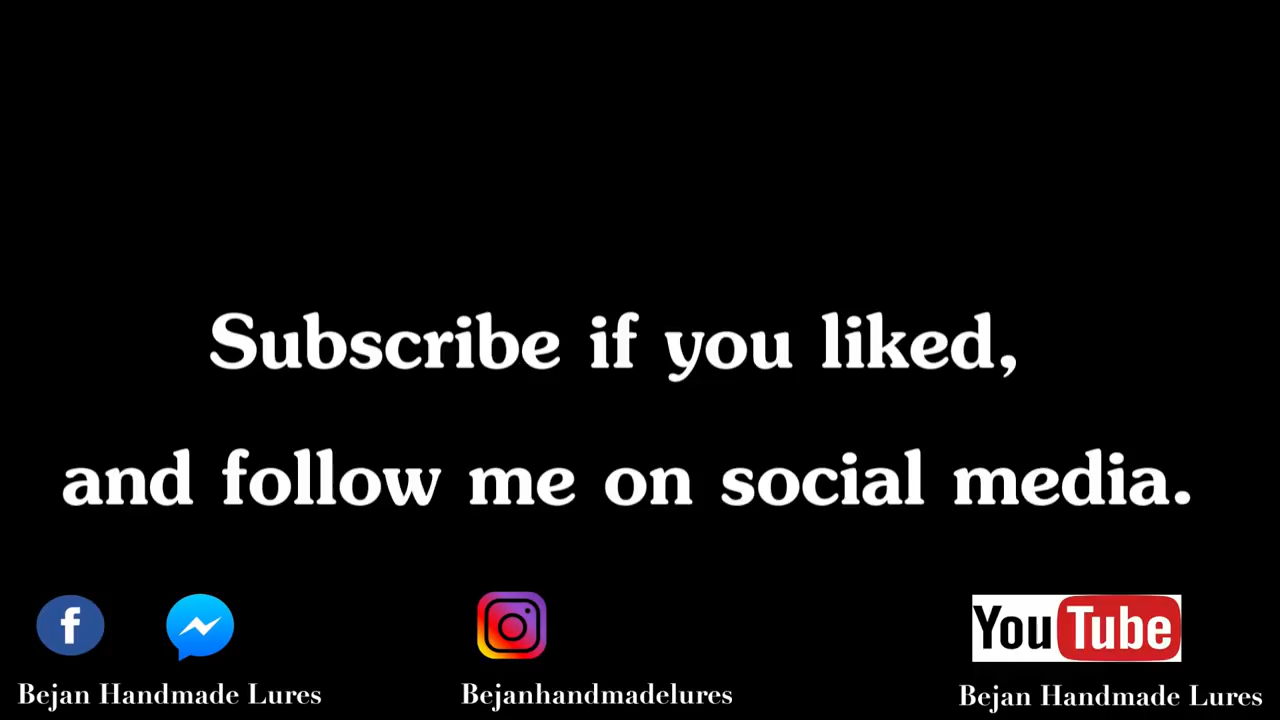 Subscribe if you liked,
and follow me on social media.
f
YouTube
Bejan Handmade Lures
Bejanhandmadelures
Bejan Handmade Lures